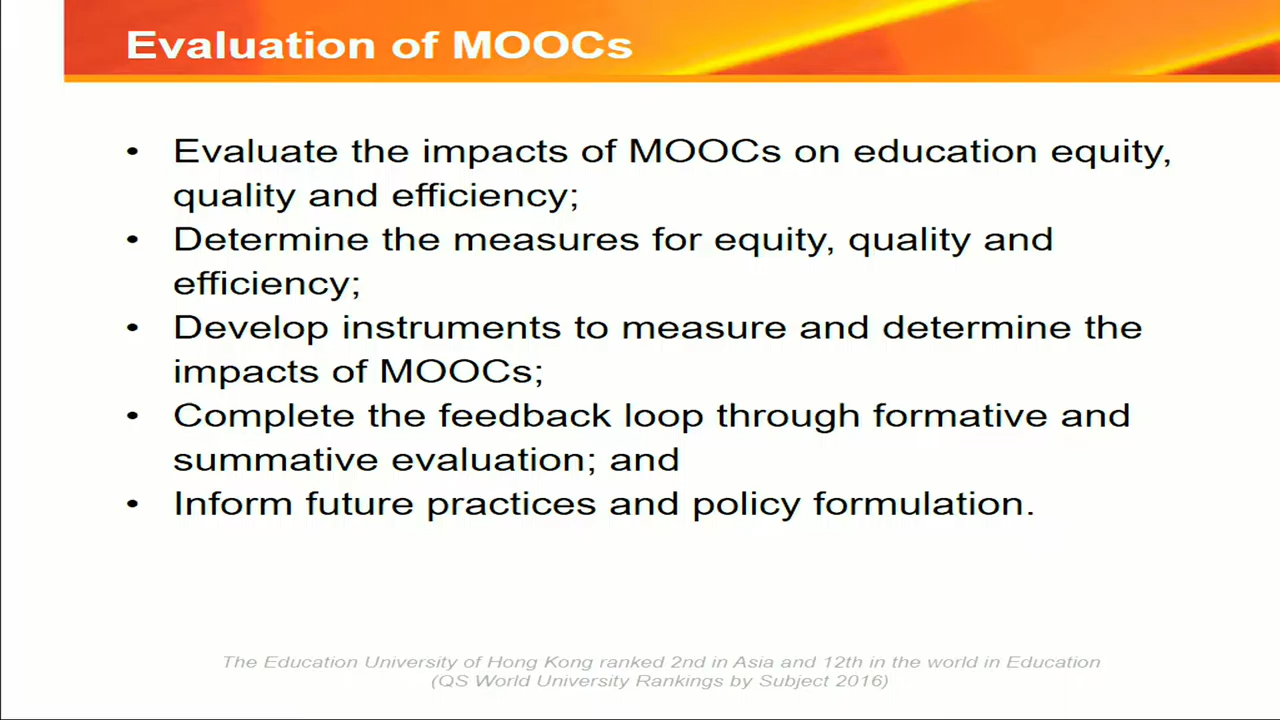 Evaluation of MOOCs
• Evaluate the impacts of MOOCs on education equity,
quality and efficiency;
• Determine the measures for equity, quality and
efficiency;
• Develop instruments to measure and determine the
impacts of MOOCs;
• Complete the feedback loop through formative and
summative evaluation; and
• Inform future practices and policy formulation.
The Education University of Hong Kong ranked 2nd in Asia and 12th in the world in Education
(QS World University Rankings by Subject 2016)